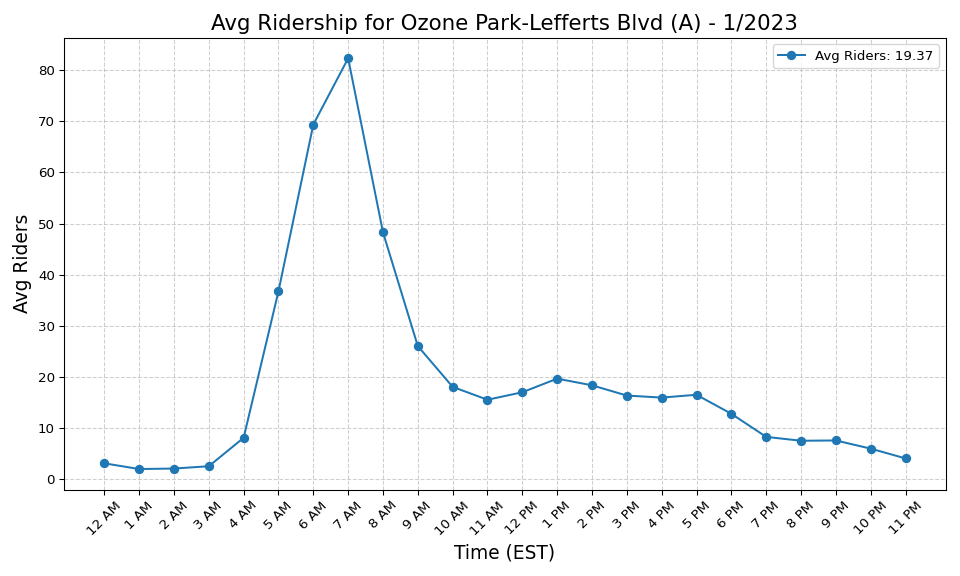 Avg Ridership for Ozone Park-Lefferts Blvd (A) - 1/2023
Avg Riders: 19.37
Avg Riders
80
70
60
50
40
30
20
10
0
12 AM
1 AM
2 AM
3 AM
4 AM
5 AM
6 AM
7 AM
8 AM
9 AM
10 AM
11 AM
12 PM
1 PM
2 PM
3 PM
4 PM
5 PM
6 PM
7 PM
8 PM
9 PM
10 PM
11 PM
Time (EST)